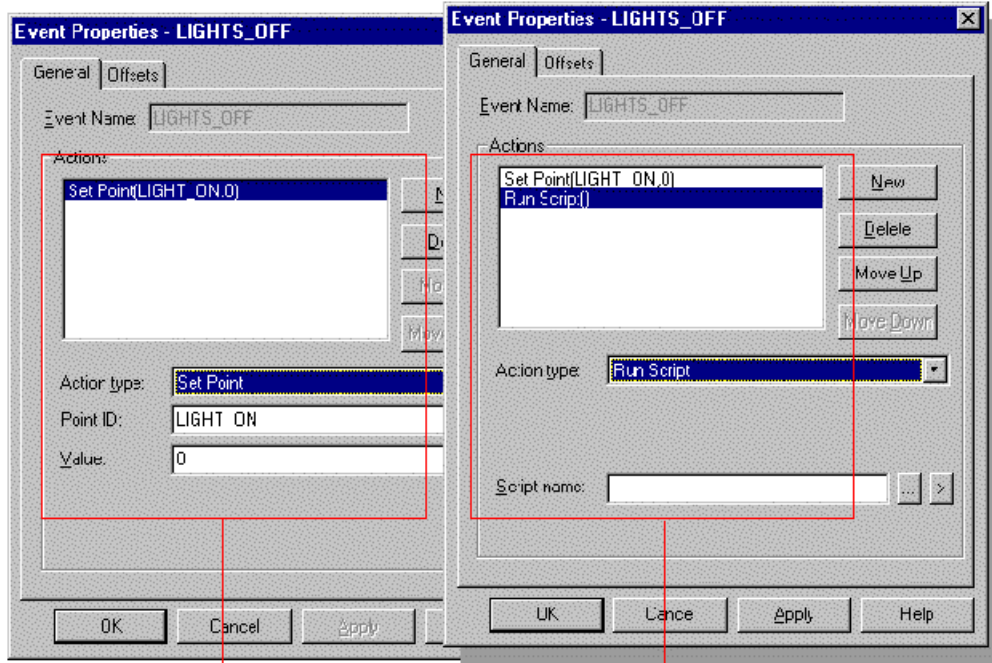 Event Properties - LIGHTS_OFF
General
Offsets
Event Name:
LIGHTS_OFF
Actions
Set Point(LIGHT_ON,0)
Action type:
Set Point
Point ID:
LIGHT_ON
Value:
0
OK
Cancel
Apply
Event Properties - LIGHTS_OFF
General
Offsets
Event Name:
LIGHTS_OFF
Actions
Set Point(LIGHT_ON,0)
Run Script()
New
Delete
Move Up
Move Down
Action type:
Run Script
Script name:
...
>
OK
Cancel
Apply
Help